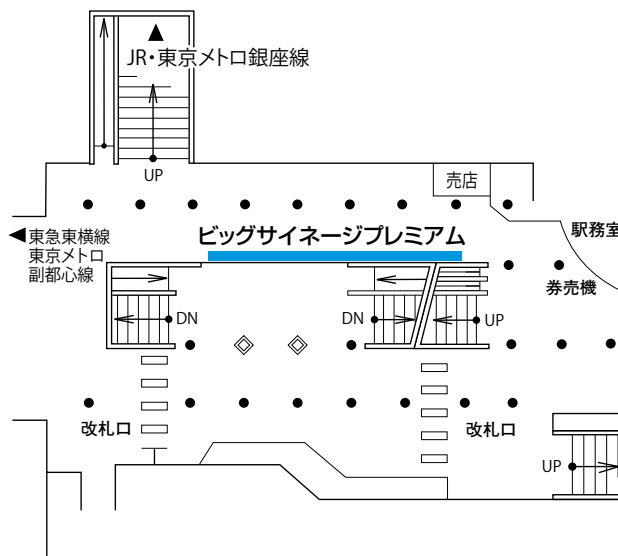 JR・東京メトロ銀座線
UP
売店
駅務室
ビッグサイネージプレミアム
東急東横線
東京メトロ
副都心線
券売機
DN
DN
UP
改札口
改札口
UP